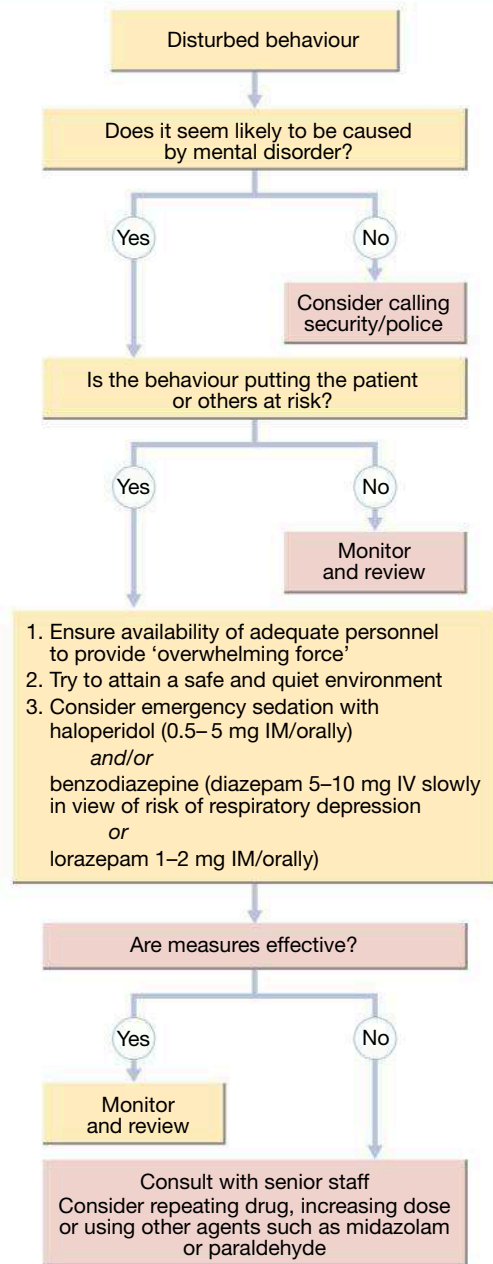 Disturbed behaviour
Does it seem likely to be caused
by mental disorder?
Yes
No
Consider calling
security/police
Is the behaviour putting the patient
or others at risk?
Yes
No
Monitor
and review
1. Ensure availability of adequate personnel
to provide ‘overwhelming force’
2. Try to attain a safe and quiet environment
3. Consider emergency sedation with
haloperidol (0.5– 5 mg IM/orally)
and/or
benzodiazepine (diazepam 5–10 mg IV slowly
in view of risk of respiratory depression
or
lorazepam 1–2 mg IM/orally)
Are measures effective?
Yes
No
Monitor
and review
Consult with senior staff
Consider repeating drug, increasing dose
or using other agents such as midazolam
or paraldehyde